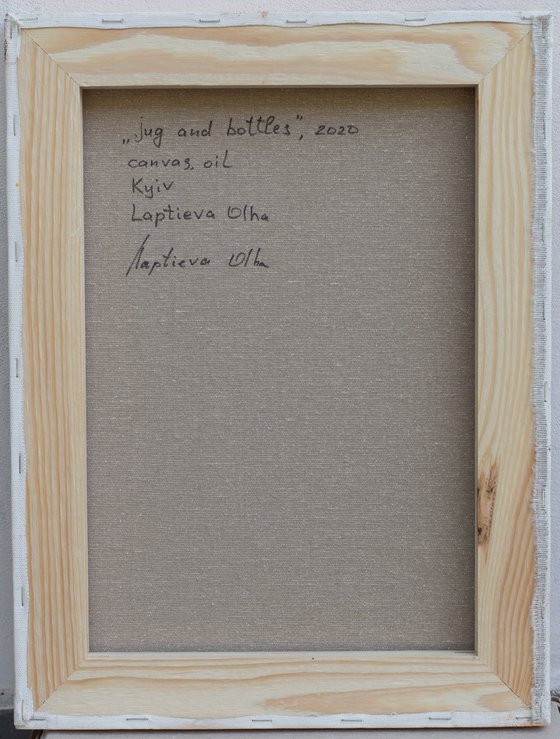 „jug and bottles”, 2020
canvas, oil
Kyiv
Laptieva Olha
Laptieva Olha